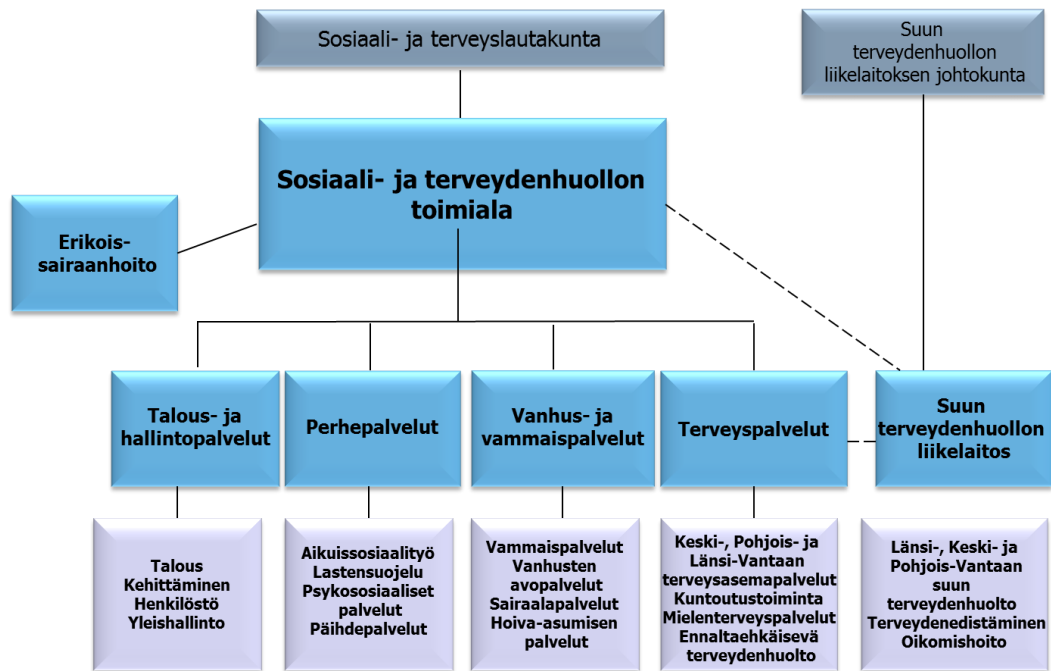 Sosiaali- ja terveyslautakunta
Suun
terveydenhuollon
liikelaitoksen johtokunta
Sosiaali- ja terveydenhuollon
toimiala
Erikois-
sairaanhoito
Talous- ja
hallintopalvelut
Perhepalvelut
Vanhus- ja
vammaispalvelut
Terveyspalvelut
Suun
terveydenhuollon
liikelaitos
Talous
Kehittäminen
Henkilöstö
Yleishallinto
Aikuissosiaalityö
Lastensuojelu
Psykososiaaliset
palvelut
Päihdepalvelut
Vammaispalvelut
Vanhusten
avopalvelut
Sairaalapalvelut
Hoiva-asumisen
palvelut
Keski-, Pohjois- ja
Länsi-Vantaan
terveysasemapalvelut
Kuntoutustoiminta
Mielenterveyspalvelut
Ennaltaehkäisevä
terveydenhuolto
Länsi-, Keski- ja
Pohjois-Vantaan
suun
terveydenhuolto
Terveydenedistäminen
Oikomishoito